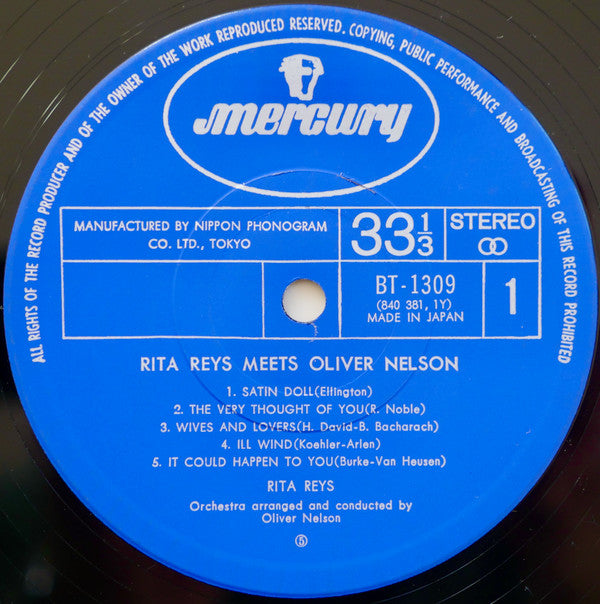 ALL RIGHTS OF THE RECORD PRODUCER AND OF THE OWNER OF THE WORK REPRODUCED RESERVED. COPYING, PUBLIC PERFORMANCE AND BROADCASTING OF THIS RECORD PROHIBITED
mercury
MANUFACTURED BY NIPPON PHONOGRAM
CO. LTD., TOKYO
33 1/3
STEREO
BT-1309
(840 381, 1Y)
MADE IN JAPAN
1
RITA REYS MEETS OLIVER NELSON
1. SATIN DOLL(Ellington)
2. THE VERY THOUGHT OF YOU(R. Noble)
3. WIVES AND LOVERS(H. David-B. Bacharach)
4. ILL WIND(Koehler-Arlen)
5. IT COULD HAPPEN TO YOU(Burke-Van Heusen)
RITA REYS
Orchestra arranged and conducted by
Oliver Nelson
⑤